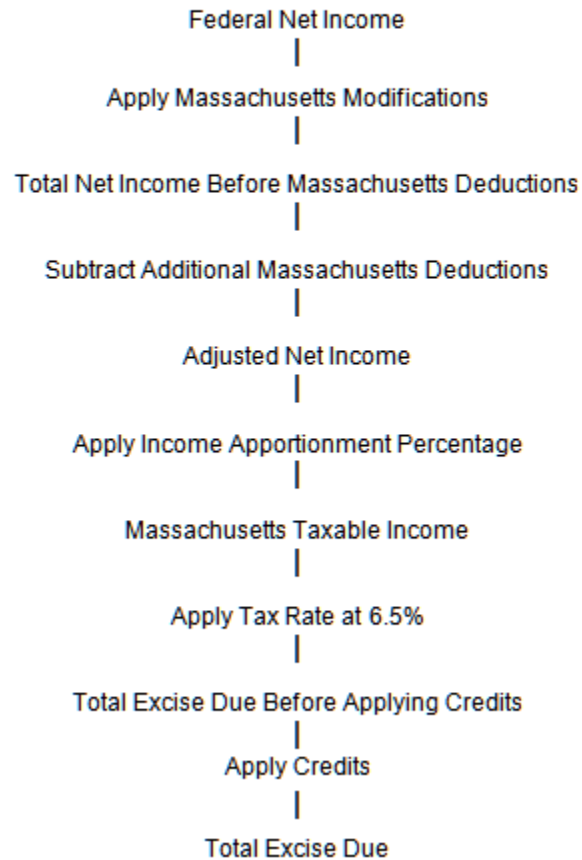 Federal Net Income
Apply Massachusetts Modifications
Total Net Income Before Massachusetts Deductions
Subtract Additional Massachusetts Deductions
Adjusted Net Income
Apply Income Apportionment Percentage
Massachusetts Taxable Income
Apply Tax Rate at 6.5%
Total Excise Due Before Applying Credits
Apply Credits
Total Excise Due